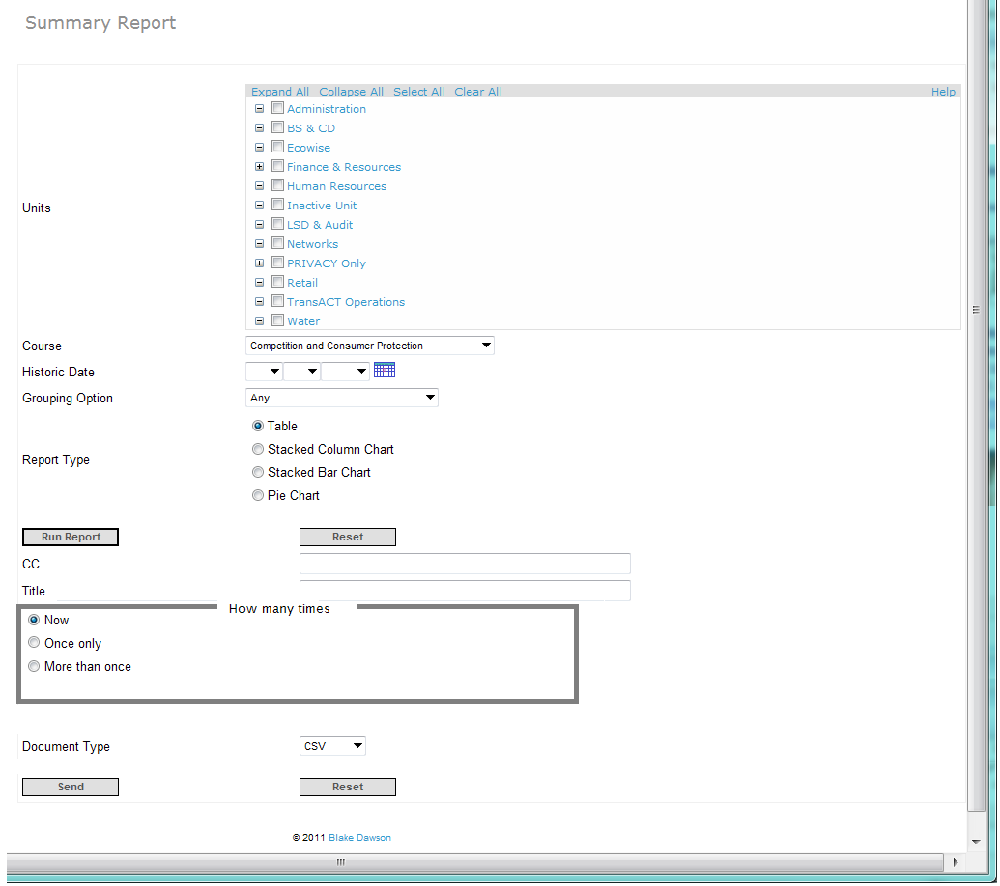 Summary Report
Expand All Collapse All Select All Clear All Help
Administration
BS & CD
Ecowise
Finance & Resources
Human Resources
Units
Inactive Unit
LSD & Audit
Networks
PRIVACY Only
Retail
TransACT Operations
Water
Course Competition and Consumer Protection
Historic Date
Grouping Option Any
Table
Stacked Column Chart
Report Type
Stacked Bar Chart
Pie Chart
Run Report Reset
CC
Title
How many times
Now
Once only
More than once
Document Type CSV
Send Reset
© 2011 Blake Dawson